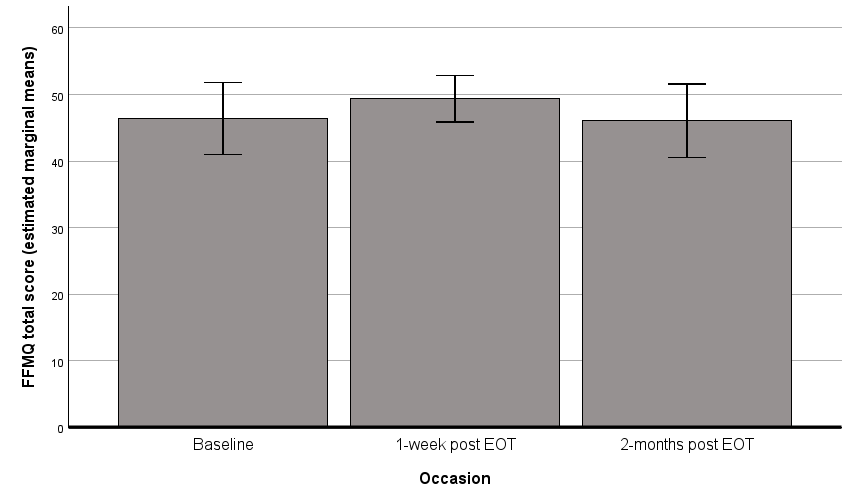 FFMQ total score (estimated marginal means)
60
50
40
30
20
10
0
Baseline
1-week post EOT
2-months post EOT
Occasion